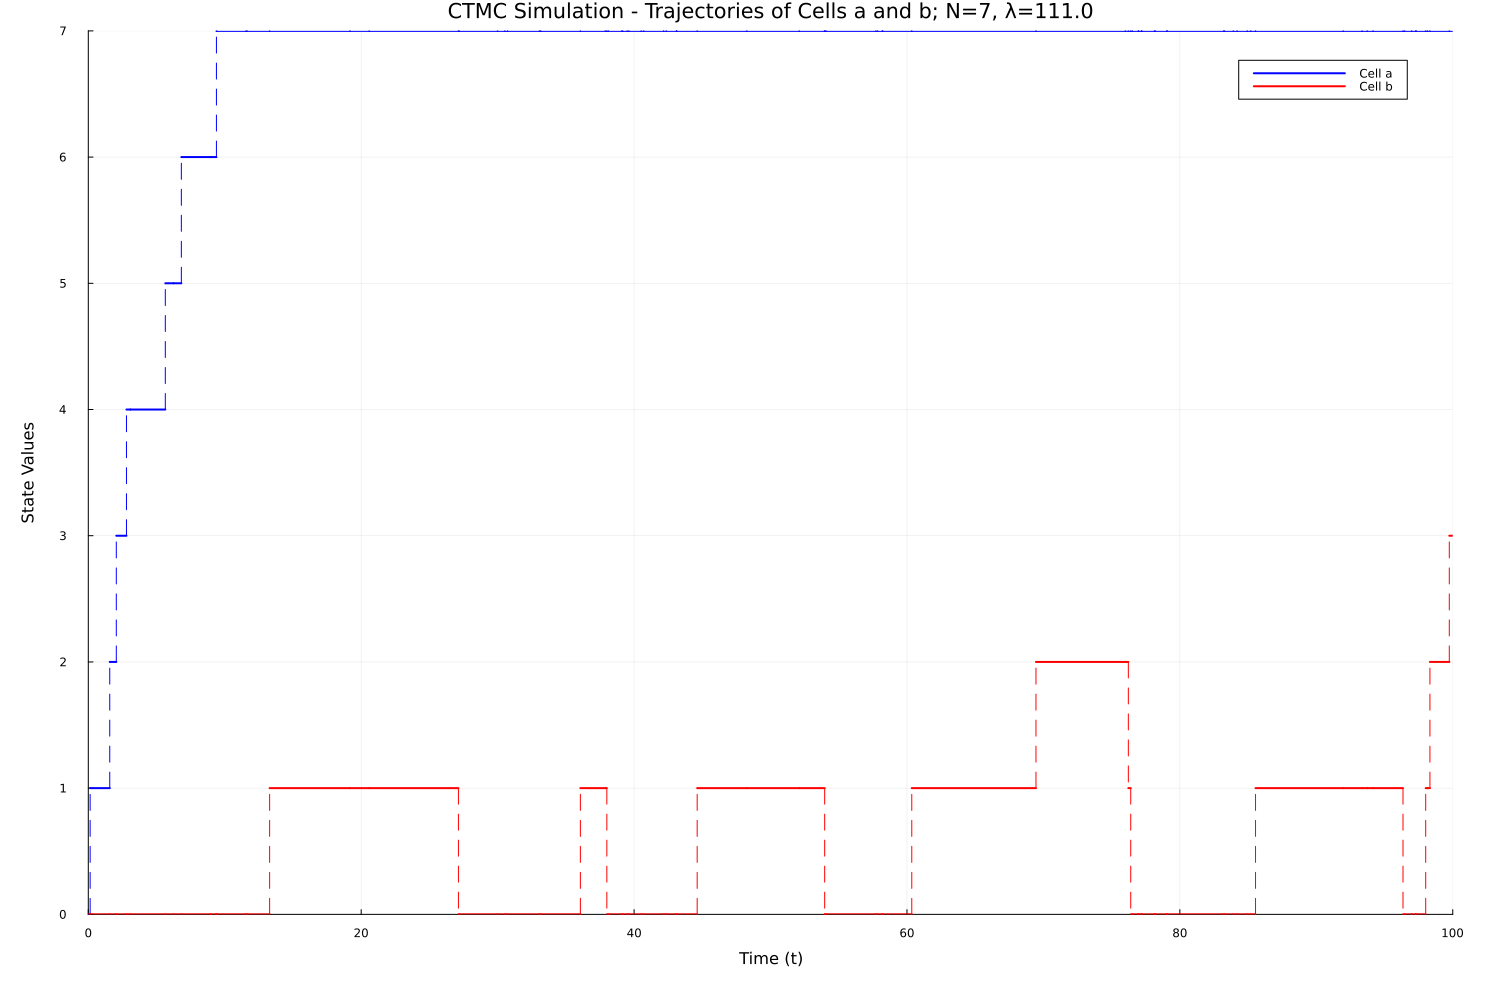 CTMC Simulation - Trajectories of Cells a and b; N=7, λ=111.0
7
6
5
4
3
2
1
0
State Values
Cell a
Cell b
0 20 40 60 80 100
Time (t)